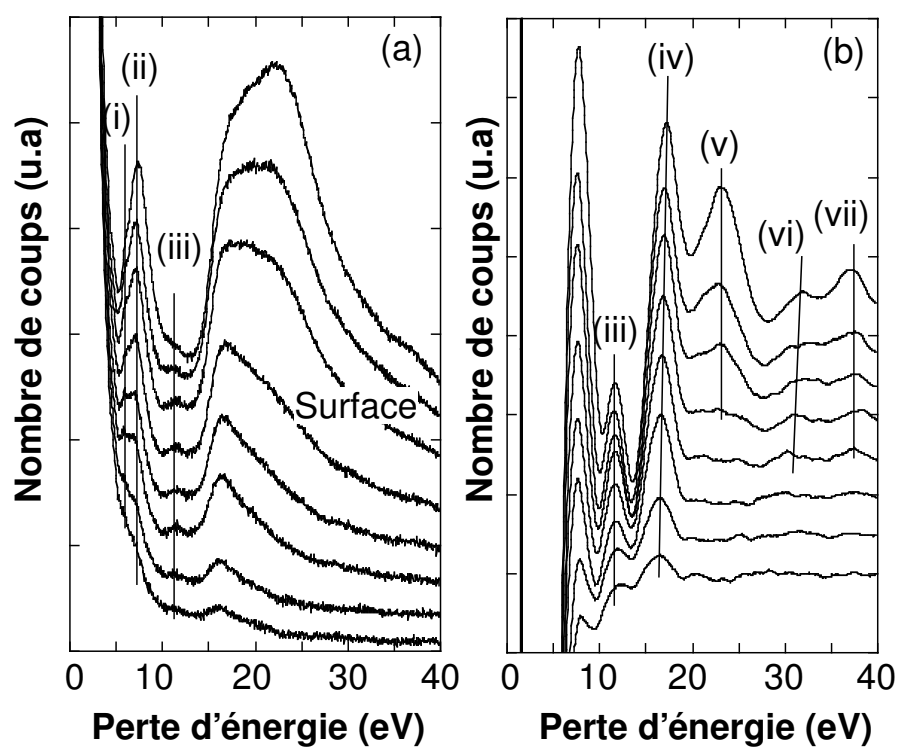 Nombre de coups (u.a)
(a)
(i)
(ii)
(iii)
Surface
0 10 20 30 40
Perte d’énergie (eV)
Nombre de coups (u.a)
(b)
(iii)
(iv)
(v)
(vi)
(vii)
0 10 20 30 40
Perte d’énergie (eV)